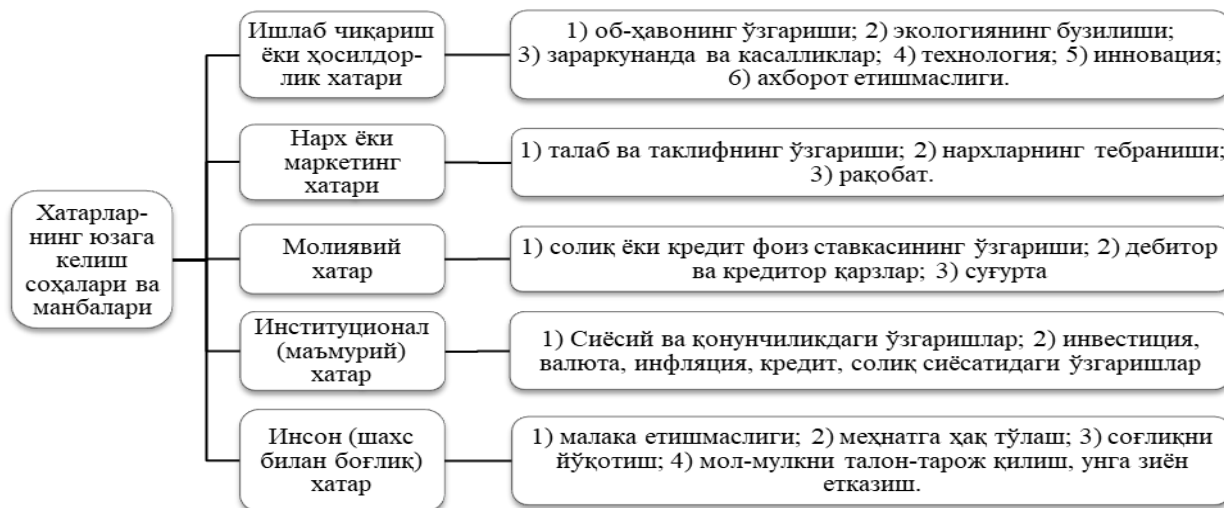 Хатарлар-
нинг юзага
келиш
соҳалари ва
манбалари
Ишлаб чиқариш
ёки ҳосилдор-
лик хатари
1) об-ҳавонинг ўзгариши; 2) экологиянинг бузилиши;
3) зараркунанда ва касалликлар; 4) технология; 5) инновация;
6) ахборот етишмаслиги.
Нарх ёки
маркетинг
хатари
1) талаб ва таклифнинг ўзгариши; 2) нархларнинг тебраниши;
3) рақобат.
Молиявий
хатар
1) солиқ ёки кредит фоиз ставкасининг ўзгариши; 2) дебитор
ва кредитор қарзлар; 3) суғурта
Институционал
(маъмурий)
хатар
1) Сиёсий ва қонунчиликдаги ўзгаришлар; 2) инвестиция,
валюта, инфляция, кредит, солиқ сиёсатидаги ўзгаришлар
Инсон (шахс
билан боғлиқ)
хатар
1) малака етишмаслиги; 2) меҳнатга ҳақ тўлаш; 3) соғлиқни
йўқотиш; 4) мол-мулкни талон-тарож қилиш, унга зиён
етказиш.